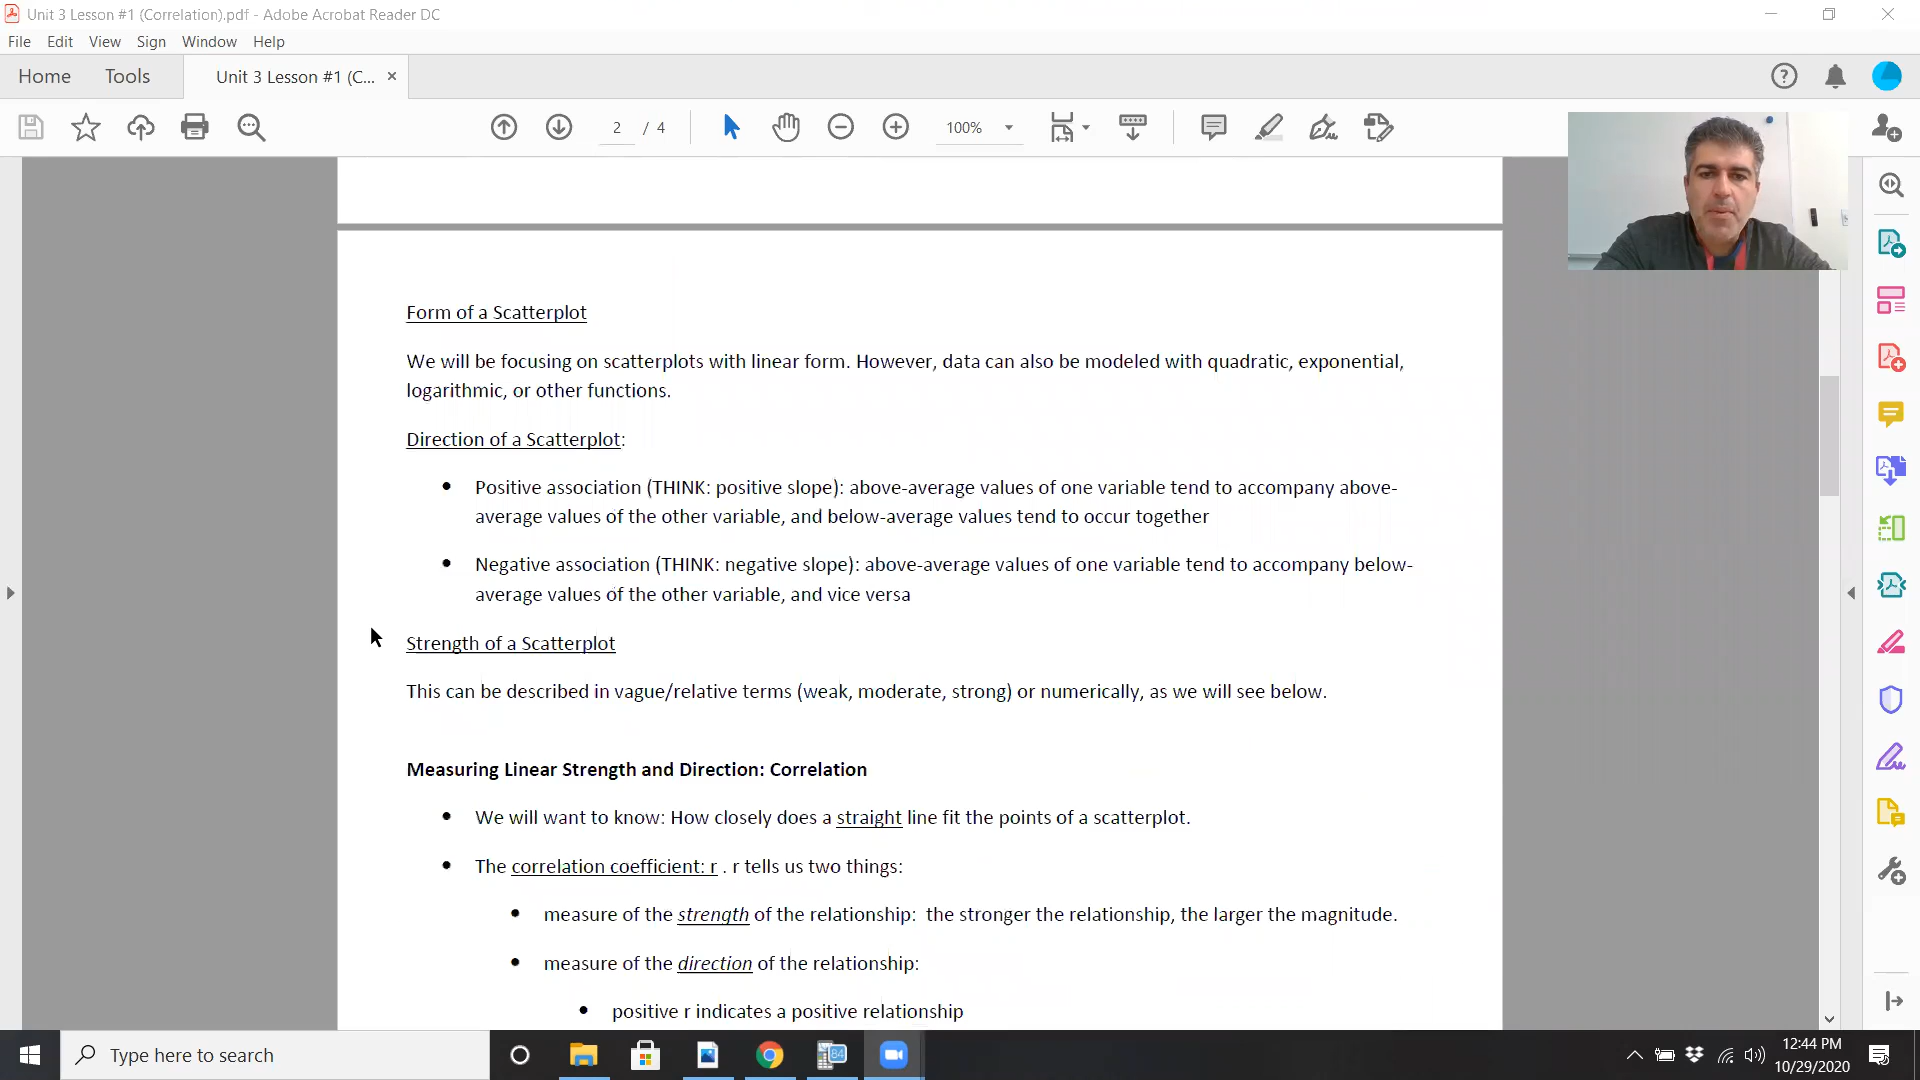 Unit 3 Lesson #1 (Correlation).pdf - Adobe Acrobat Reader DC
File Edit View Sign Window Help
Home Tools Unit 3 Lesson #1 (C... ×
2 / 4 100%
Form of a Scatterplot
We will be focusing on scatterplots with linear form. However, data can also be modeled with quadratic, exponential,
logarithmic, or other functions.
Direction of a Scatterplot:
• Positive association (THINK: positive slope): above-average values of one variable tend to accompany above-
average values of the other variable, and below-average values tend to occur together
• Negative association (THINK: negative slope): above-average values of one variable tend to accompany below-
average values of the other variable, and vice versa
Strength of a Scatterplot
This can be described in vague/relative terms (weak, moderate, strong) or numerically, as we will see below.
Measuring Linear Strength and Direction: Correlation
• We will want to know: How closely does a straight line fit the points of a scatterplot.
• The correlation coefficient: r . r tells us two things:
• measure of the strength of the relationship: the stronger the relationship, the larger the magnitude.
• measure of the direction of the relationship:
• positive r indicates a positive relationship
Type here to search
84
12:44 PM
10/29/2020